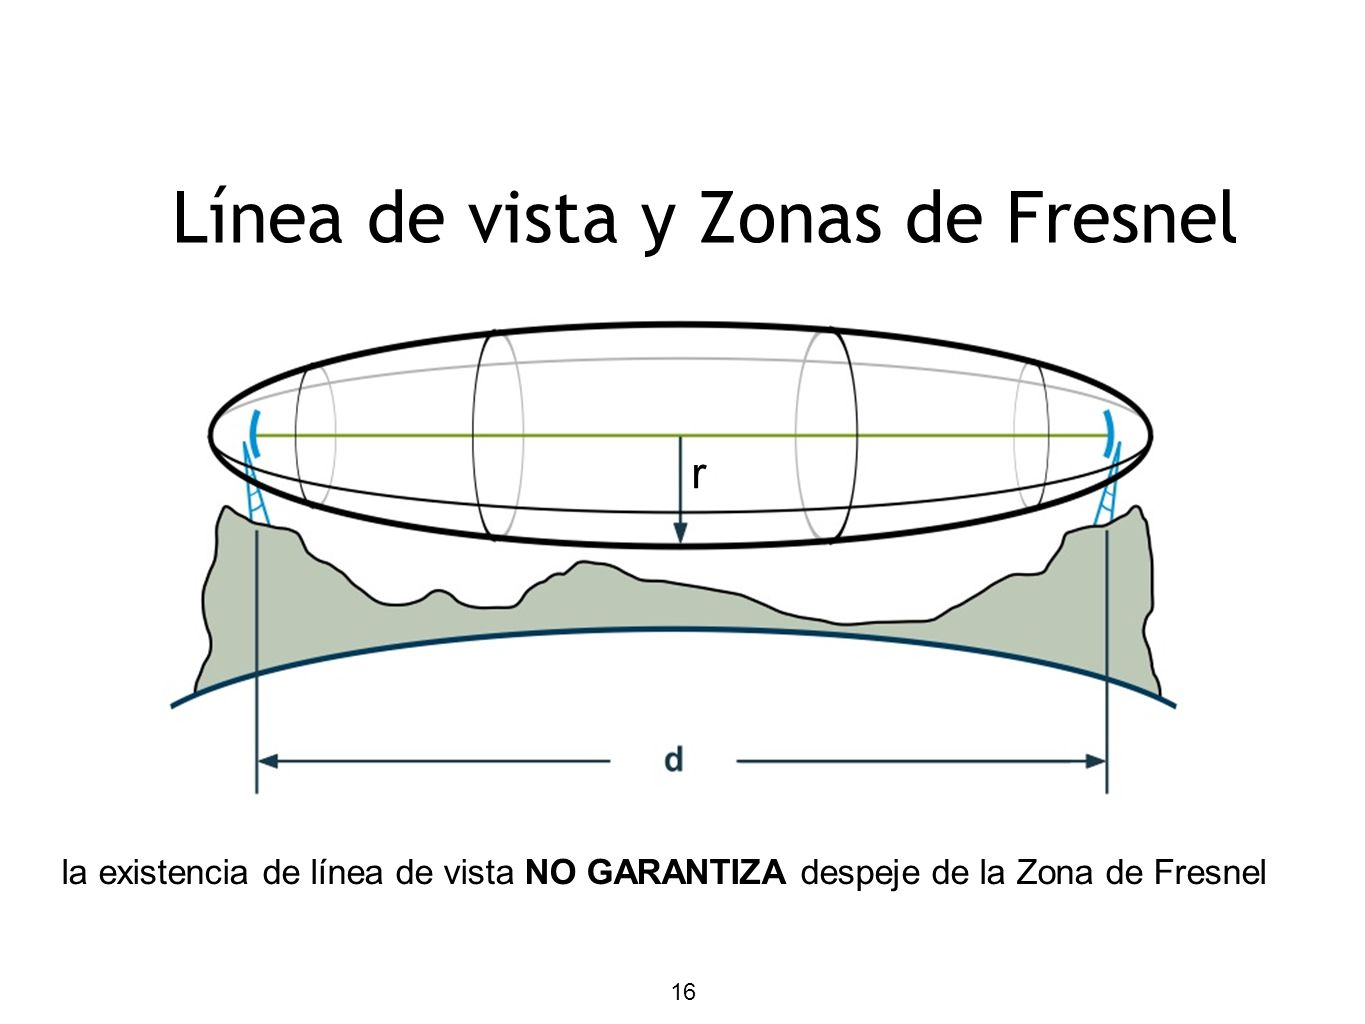 Línea de vista y Zonas de Fresnel
r
d
la existencia de línea de vista NO GARANTIZA despeje de la Zona de Fresnel
16